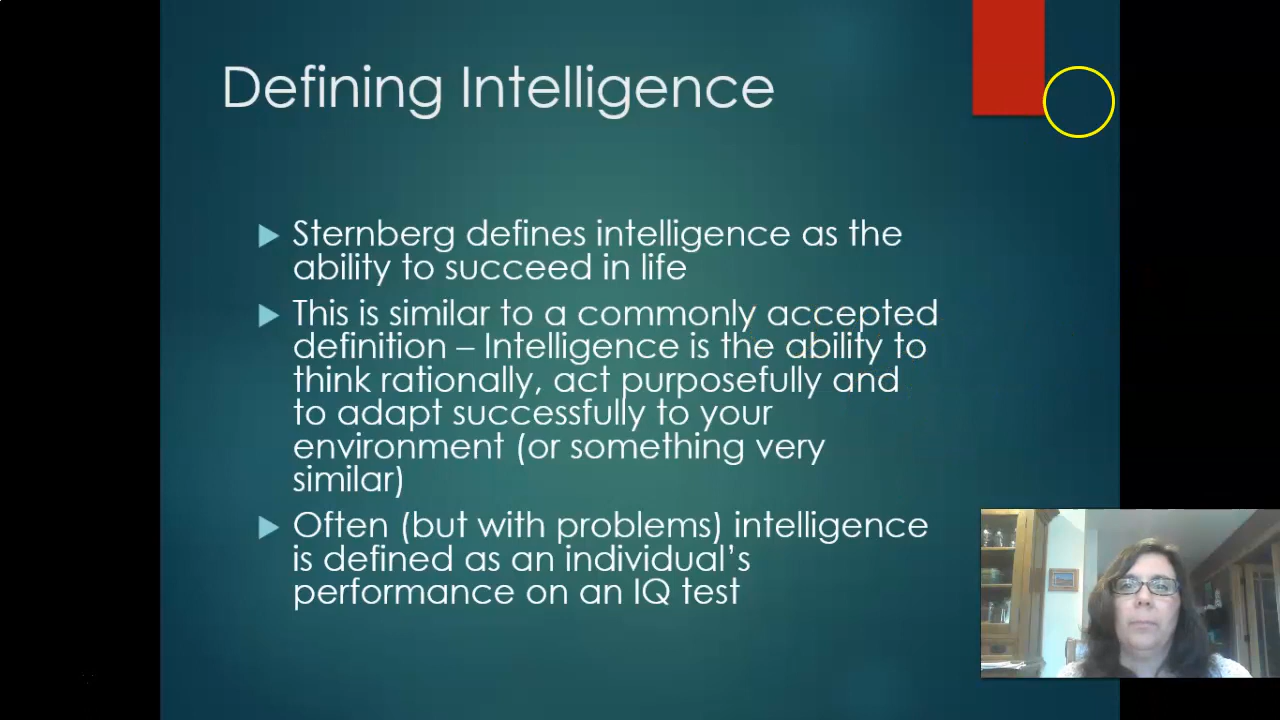 Defining Intelligence
Sternberg defines intelligence as the
ability to succeed in life
This is similar to a commonly accepted
definition – Intelligence is the ability to
think rationally, act purposefully and
to adapt successfully to your
environment (or something very
similar)
Often (but with problems) intelligence
is defined as an individual’s
performance on an IQ test